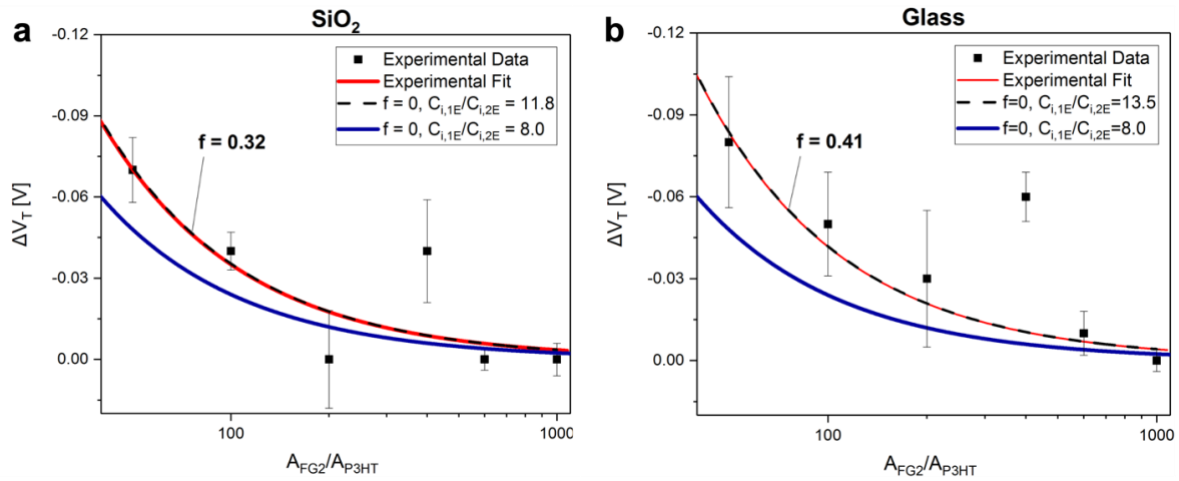 a
SiO2
-0.12
-0.09
-0.06
-0.03
0.00
ΔVT [V]
Experimental Data
Experimental Fit
f = 0, Ci,1E/Ci,2E = 11.8
f = 0, Ci,1E/Ci,2E = 8.0
f = 0.32
100
1000
AFG2/AP3HT
b
Glass
-0.12
-0.09
-0.06
-0.03
0.00
ΔVT [V]
Experimental Data
Experimental Fit
f=0, Ci,1E/Ci,2E=13.5
f=0, Ci,1E/Ci,2E=8.0
f = 0.41
100
1000
AFG2/AP3HT